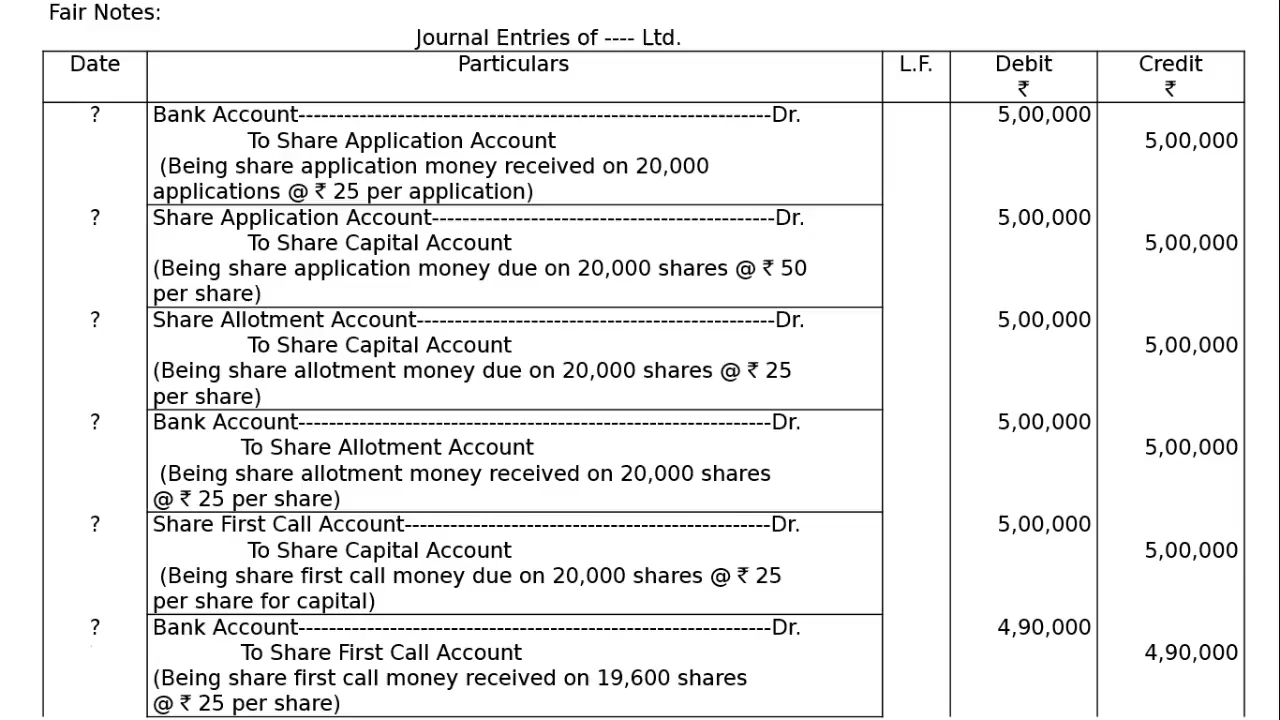 Fair Notes:
Journal Entries of ---- Ltd.
Date Particulars L.F. Debit Credit
₹ ₹
? Bank Account---------------------------------------------------------------Dr. 5,00,000
To Share Application Account 5,00,000
(Being share application money received on 20,000
applications @ ₹ 25 per application)
? Share Application Account----------------------------------------------Dr. 5,00,000
To Share Capital Account 5,00,000
(Being share application money due on 20,000 shares @ ₹ 50
per share)
? Share Allotment Account------------------------------------------------Dr. 5,00,000
To Share Capital Account 5,00,000
(Being share allotment money due on 20,000 shares @ ₹ 25
per share)
? Bank Account---------------------------------------------------------------Dr. 5,00,000
To Share Allotment Account 5,00,000
(Being share allotment money received on 20,000 shares
@ ₹ 25 per share)
? Share First Call Account-------------------------------------------------Dr. 5,00,000
To Share Capital Account 5,00,000
(Being share first call money due on 20,000 shares @ ₹ 25
per share for capital)
? Bank Account---------------------------------------------------------------Dr. 4,90,000
To Share First Call Account 4,90,000
(Being share first call money received on 19,600 shares
@ ₹ 25 per share)